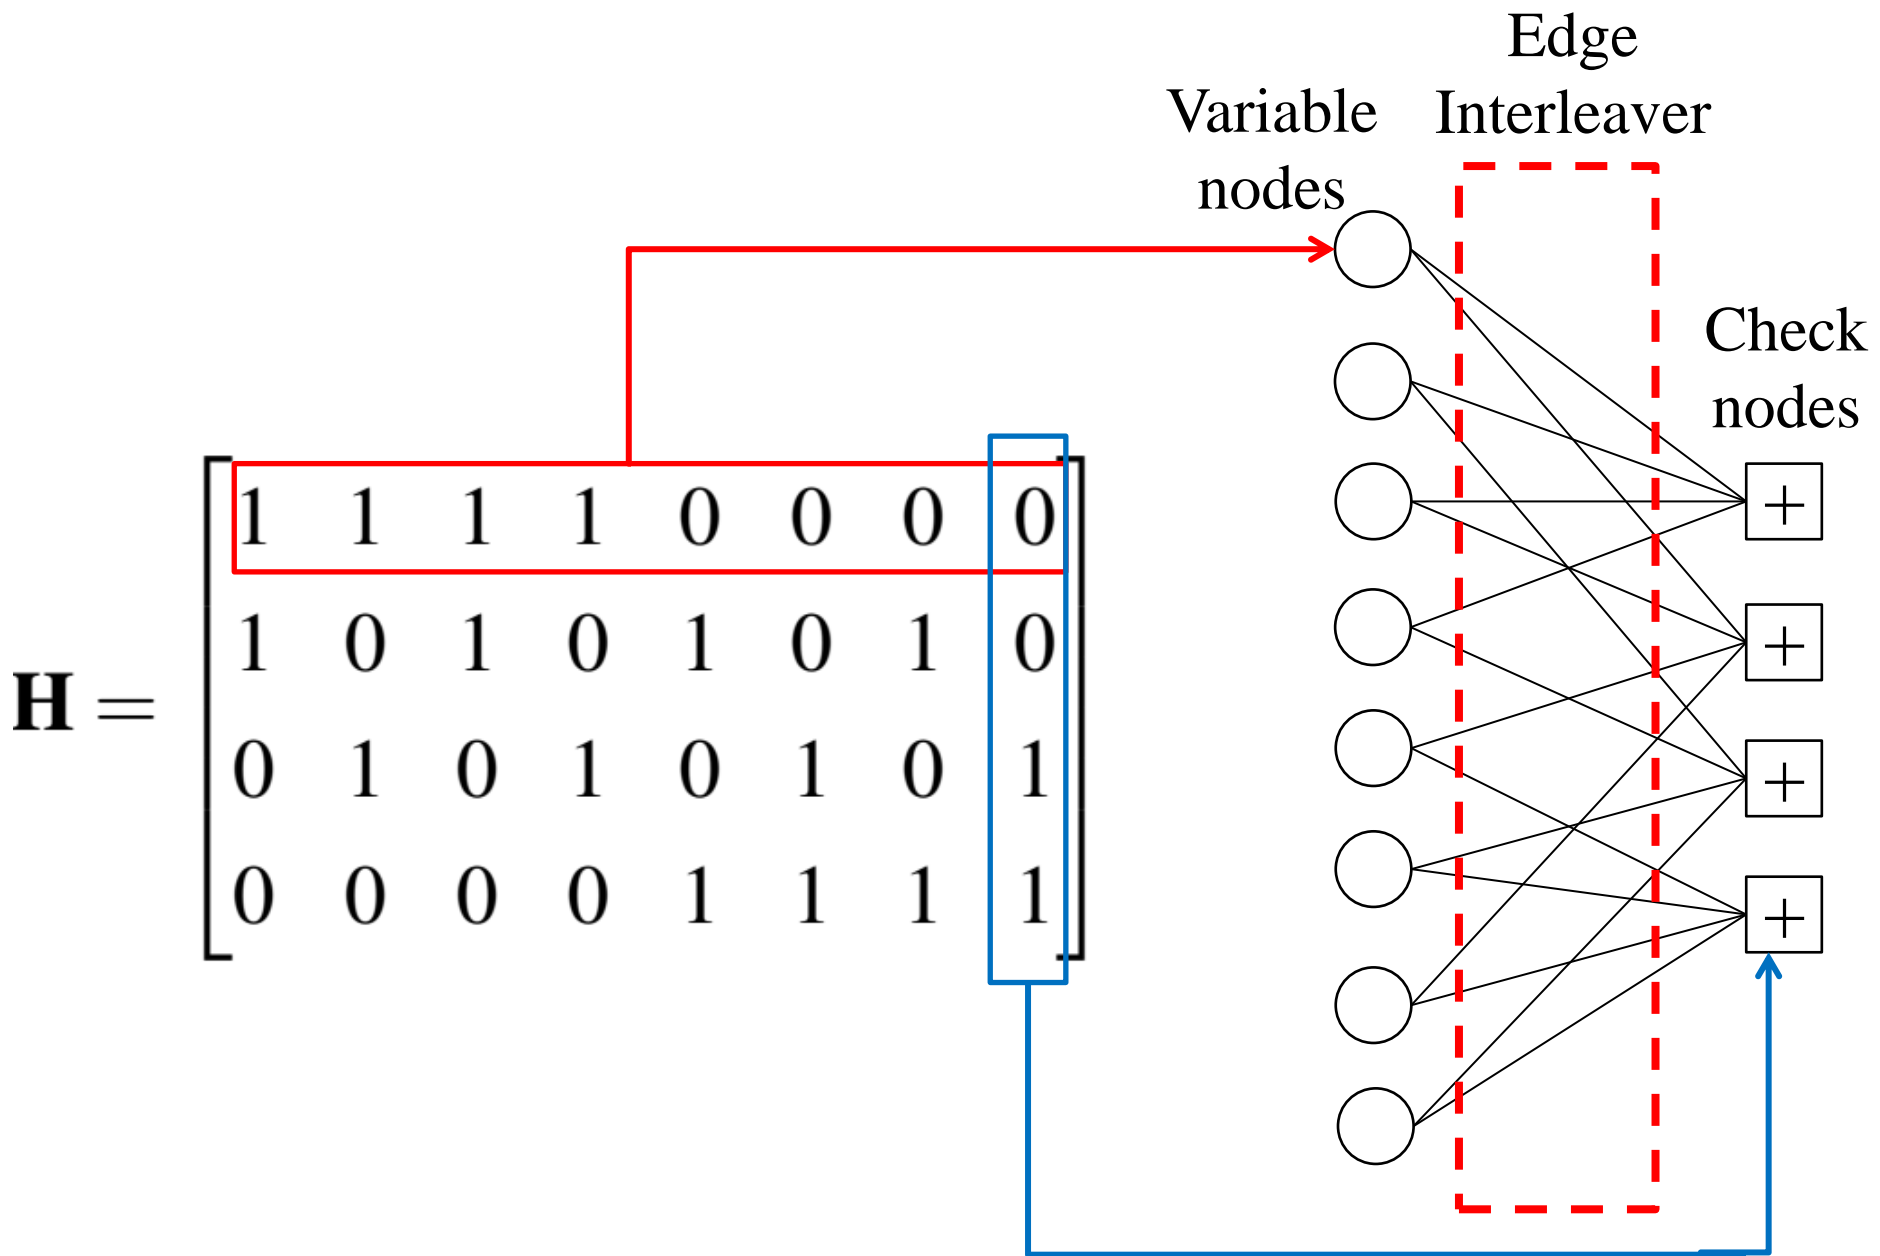 Edge
Interleaver
Variable
nodes
Check
nodes
H =
1 1 1 1 0 0 0 0
1 0 1 0 1 0 1 0
0 1 0 1 0 1 0 1
0 0 0 0 1 1 1 1
+
+
+
+